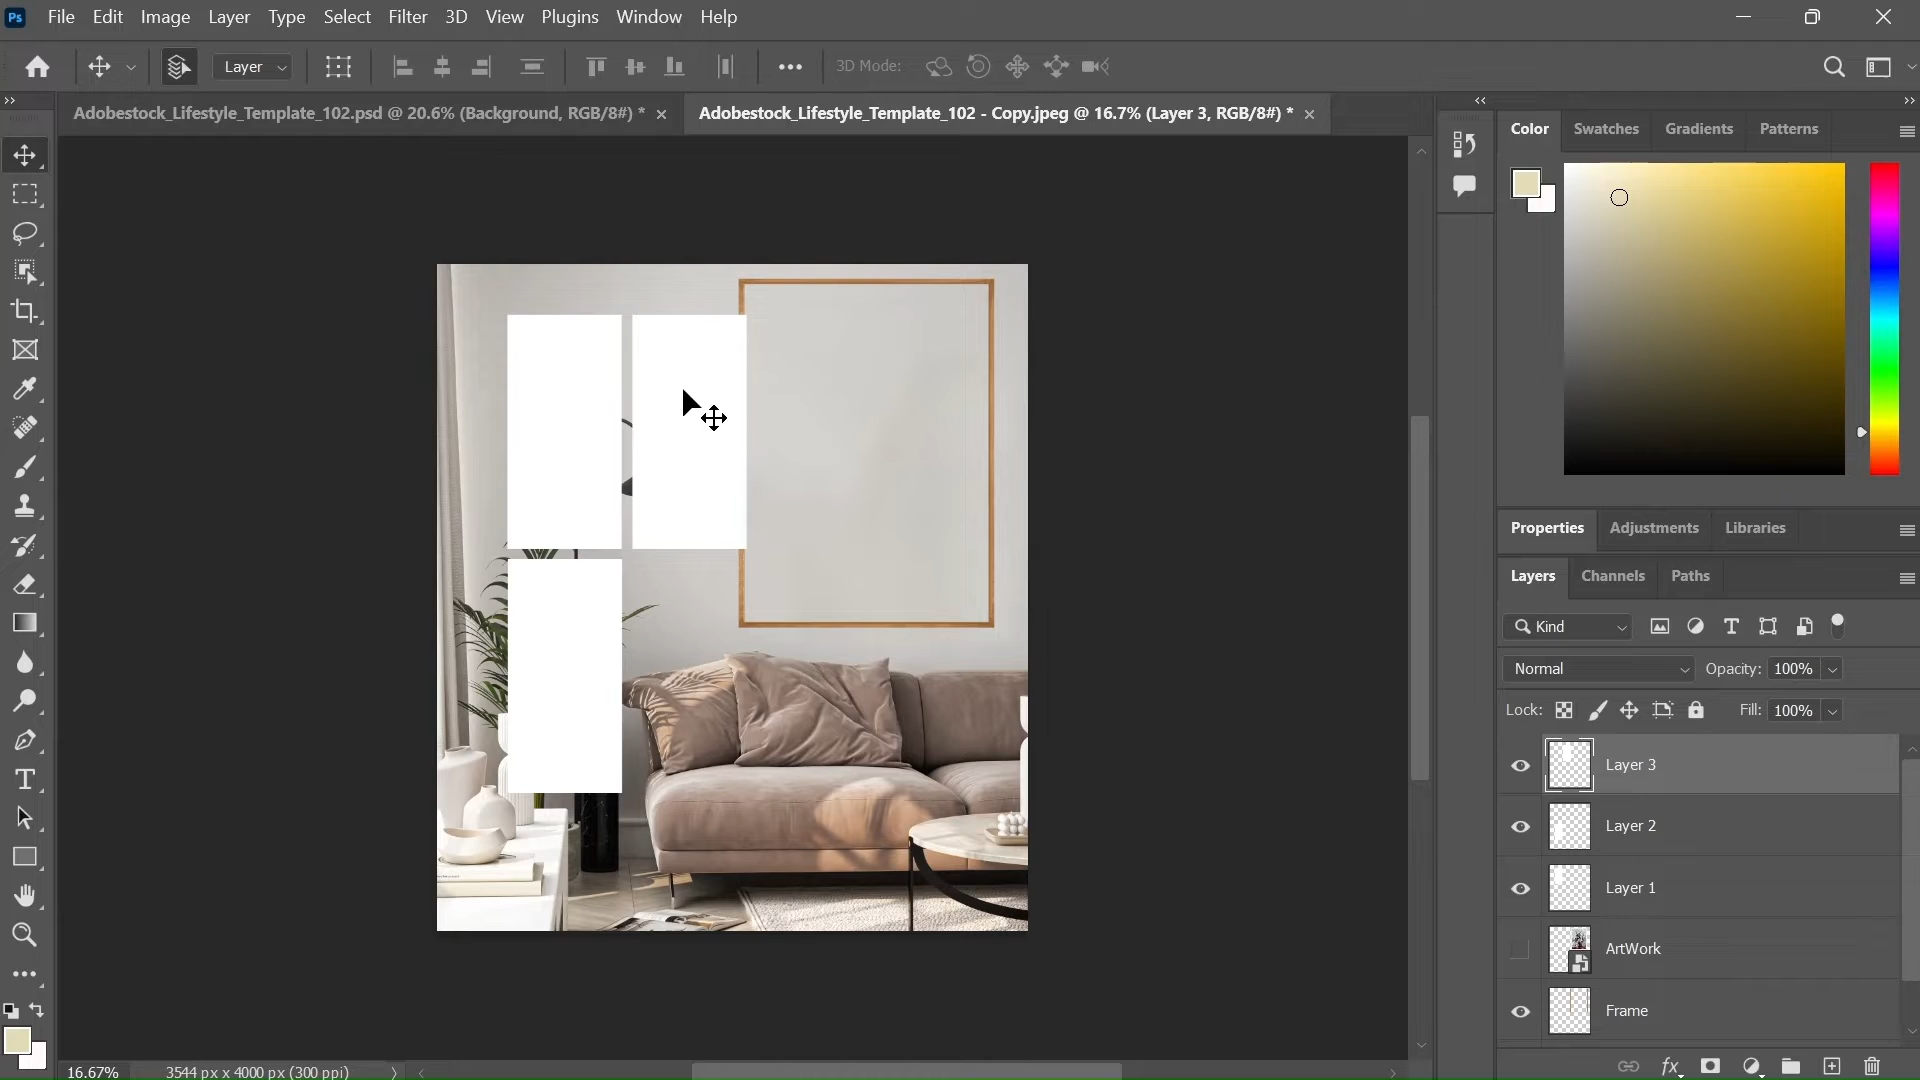 Ps File Edit Image Layer Type Select Filter 3D View Plugins Window Help
Layer 3D Mode:
Adobestock_Lifestyle_Template_102.psd @ 20.6% (Background, RGB/8#) * Adobestock_Lifestyle_Template_102 - Copy.jpeg @ 16.7% (Layer 3, RGB/8#) *
Color Swatches Gradients Patterns
Properties Adjustments Libraries
Layers Channels Paths
Kind
Normal Opacity: 100%
Lock: Fill: 100%
Layer 3
Layer 2
Layer 1
ArtWork
Frame
16.67% 3544 px x 4000 px (300 ppi)